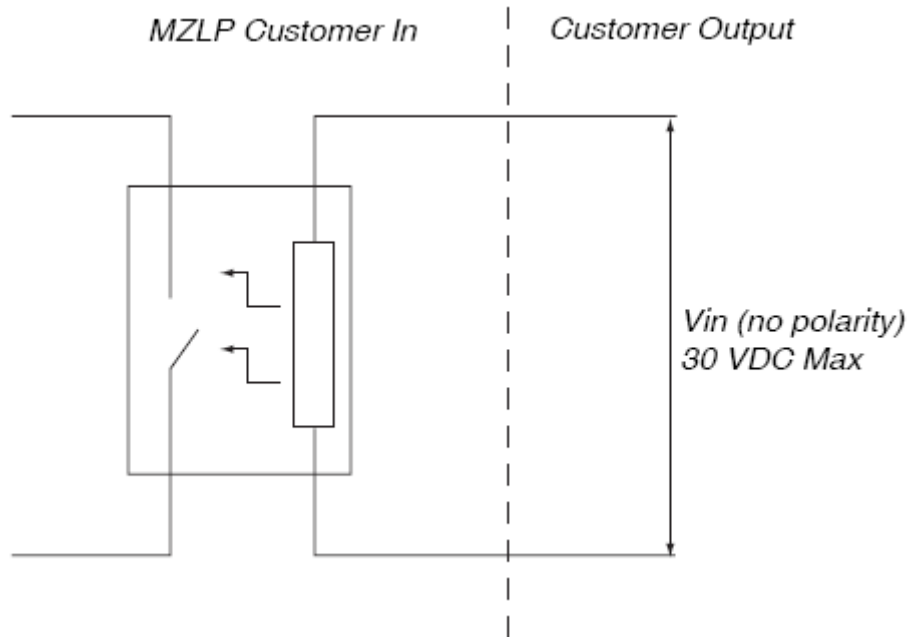 MZLP Customer In
Customer Output
Vin (no polarity)
30 VDC Max